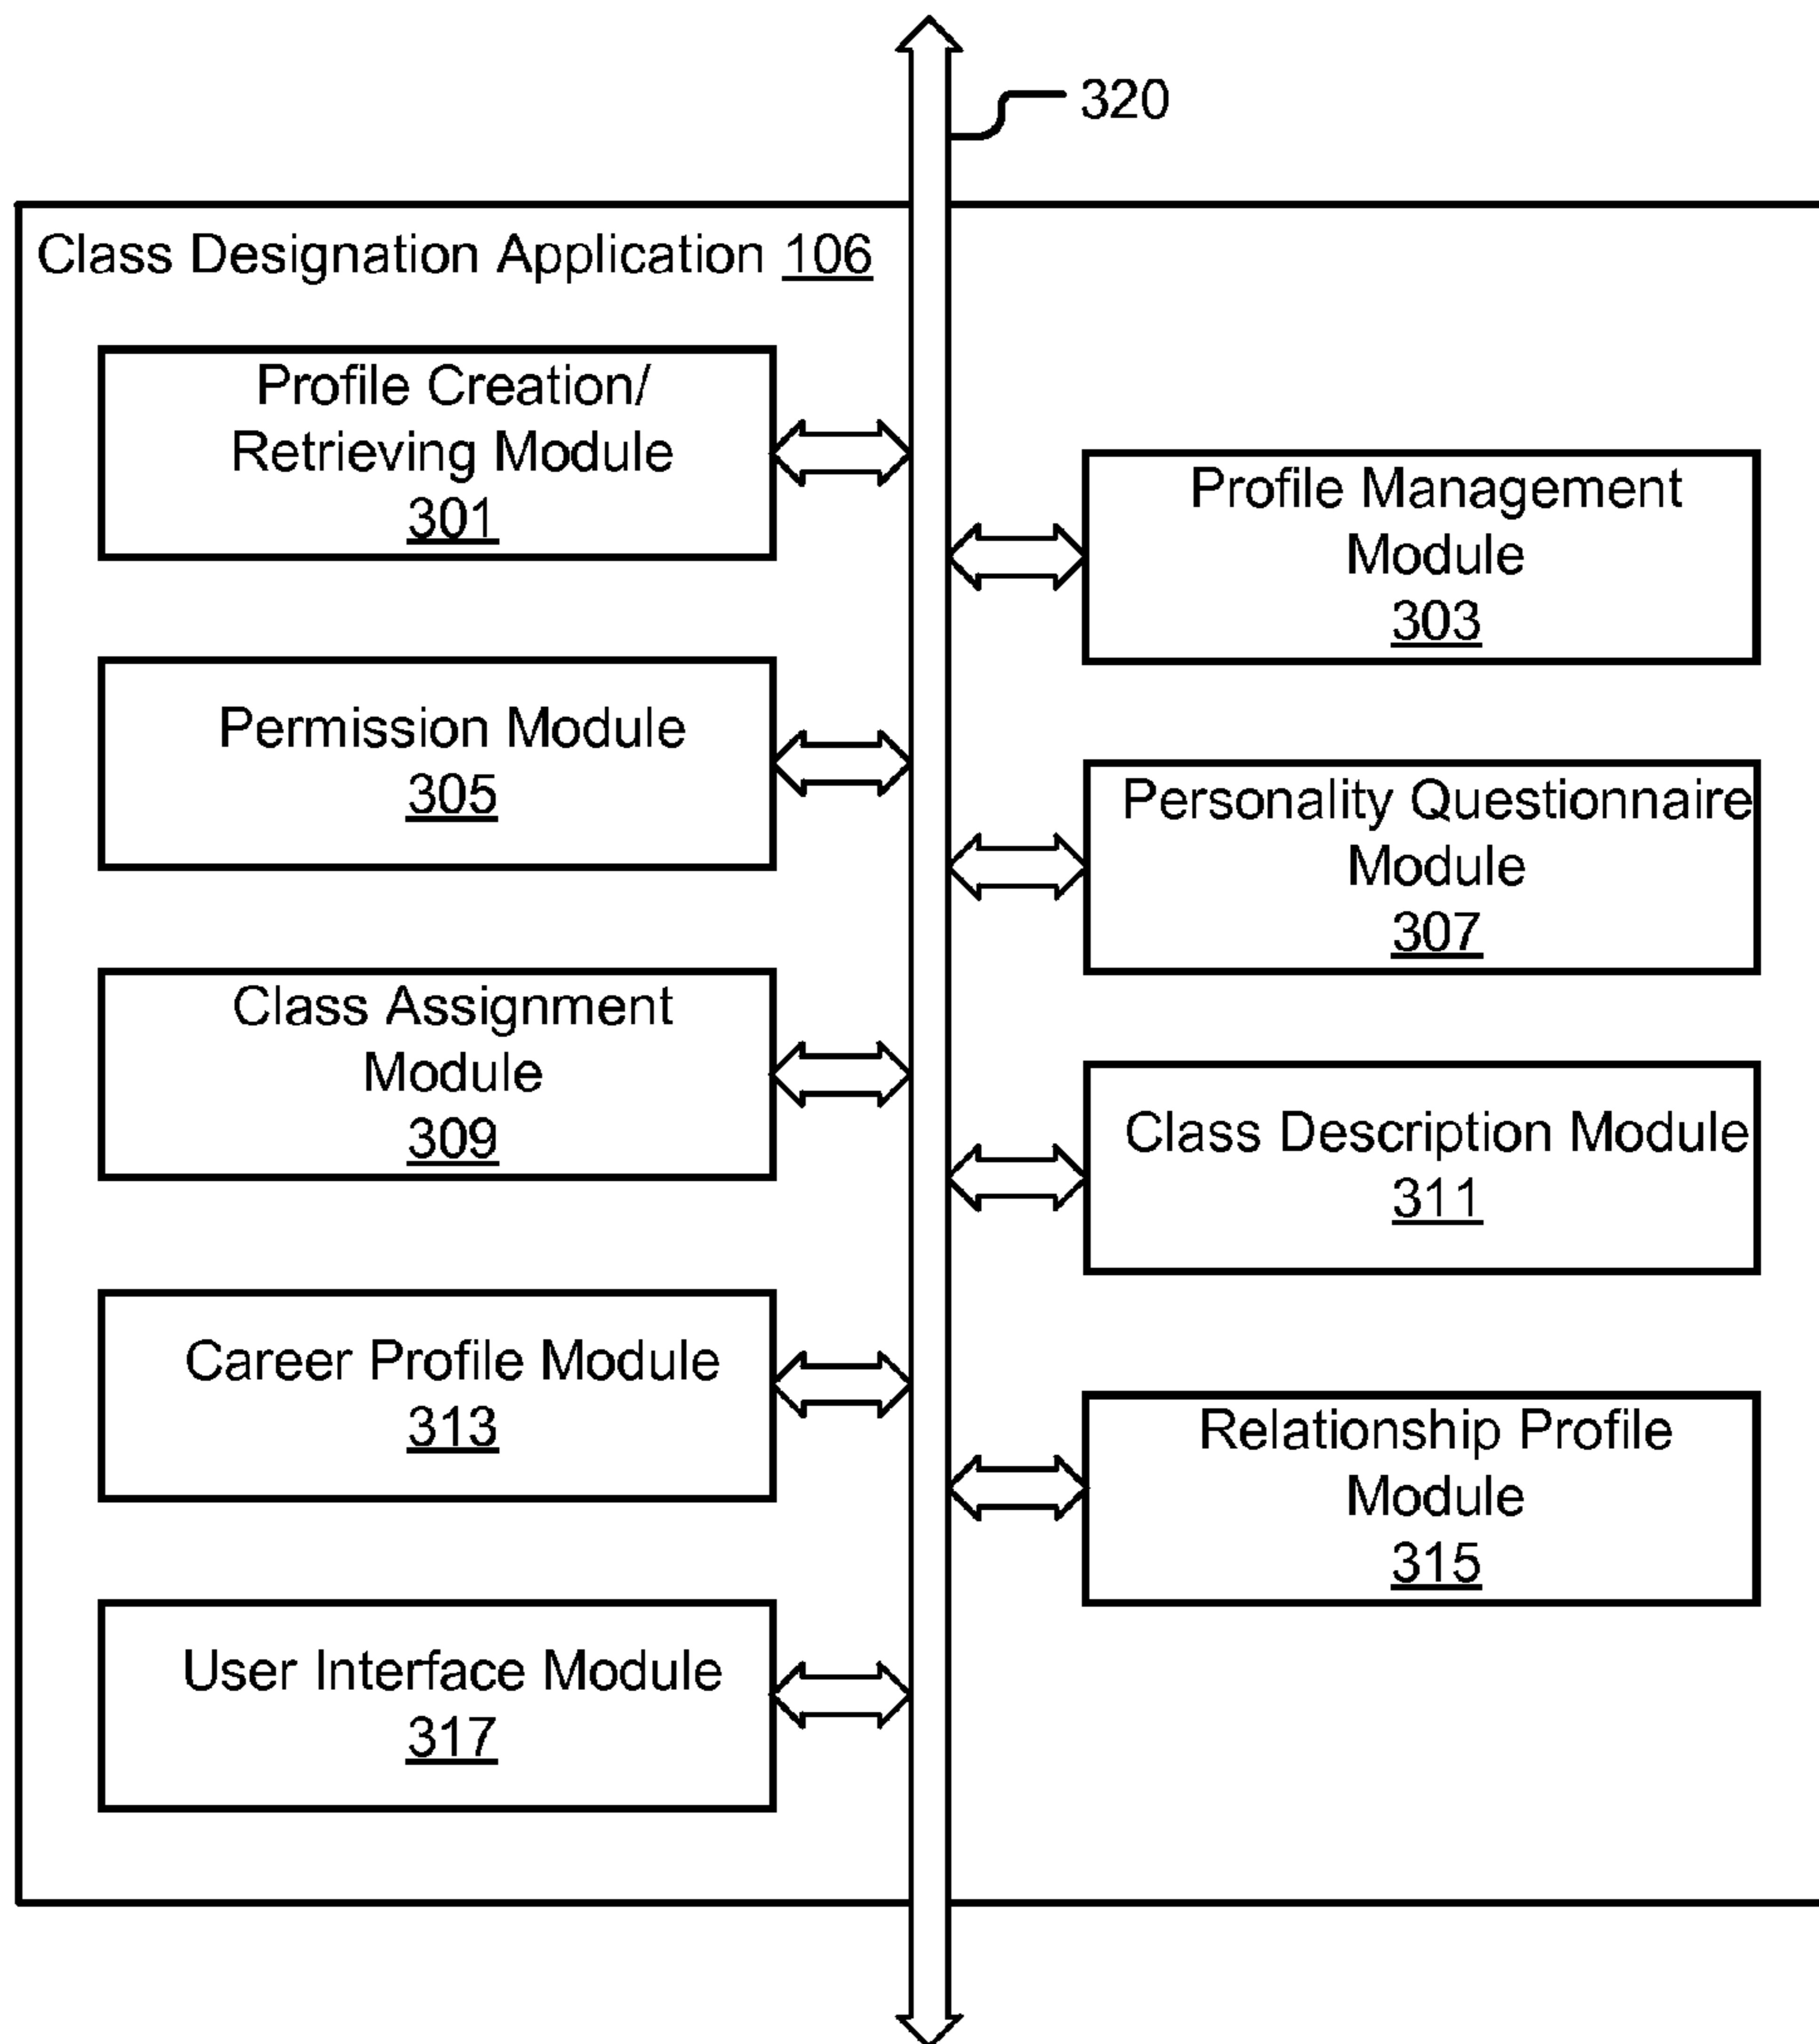 320
Class Designation Application 106
Profile Creation/
Retrieving Module
301
Profile Management
Module
303
Permission Module
305
Personality Questionnaire
Module
307
Class Assignment
Module
309
Class Description Module
311
Career Profile Module
313
Relationship Profile
Module
315
User Interface Module
317